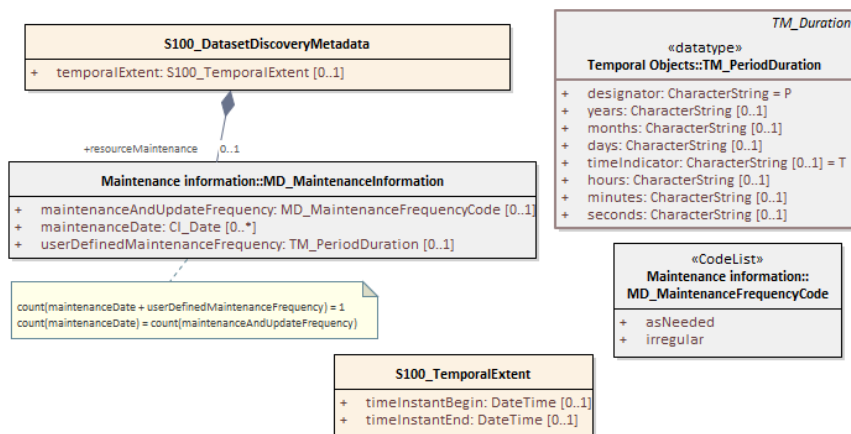 S100_DatasetDiscoveryMetadata
+ temporalExtent: S100_TemporalExtent [0..1]
+resourceMaintenance 0..1
Maintenance information::MD_MaintenanceInformation
+ maintenanceAndUpdateFrequency: MD_MaintenanceFrequencyCode [0..1]
+ maintenanceDate: CI_Date [0..*]
+ userDefinedMaintenanceFrequency: TM_PeriodDuration [0..1]
count(maintenanceDate + userDefinedMaintenanceFrequency) = 1
count(maintenanceDate) = count(maintenanceAndUpdateFrequency)
TM_Duration
«datatype»
Temporal Objects::TM_PeriodDuration
+ designator: CharacterString = P
+ years: CharacterString [0..1]
+ months: CharacterString [0..1]
+ days: CharacterString [0..1]
+ timeIndicator: CharacterString [0..1] = T
+ hours: CharacterString [0..1]
+ minutes: CharacterString [0..1]
+ seconds: CharacterString [0..1]
«CodeList»
Maintenance information::
MD_MaintenanceFrequencyCode
+ asNeeded
+ irregular
S100_TemporalExtent
+ timeInstantBegin: DateTime [0..1]
+ timeInstantEnd: DateTime [0..1]